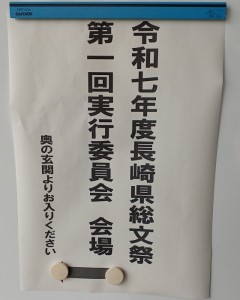 令和七年度長崎県総文祭
第一回実行委員会　会場
奥の玄関よりお入りください